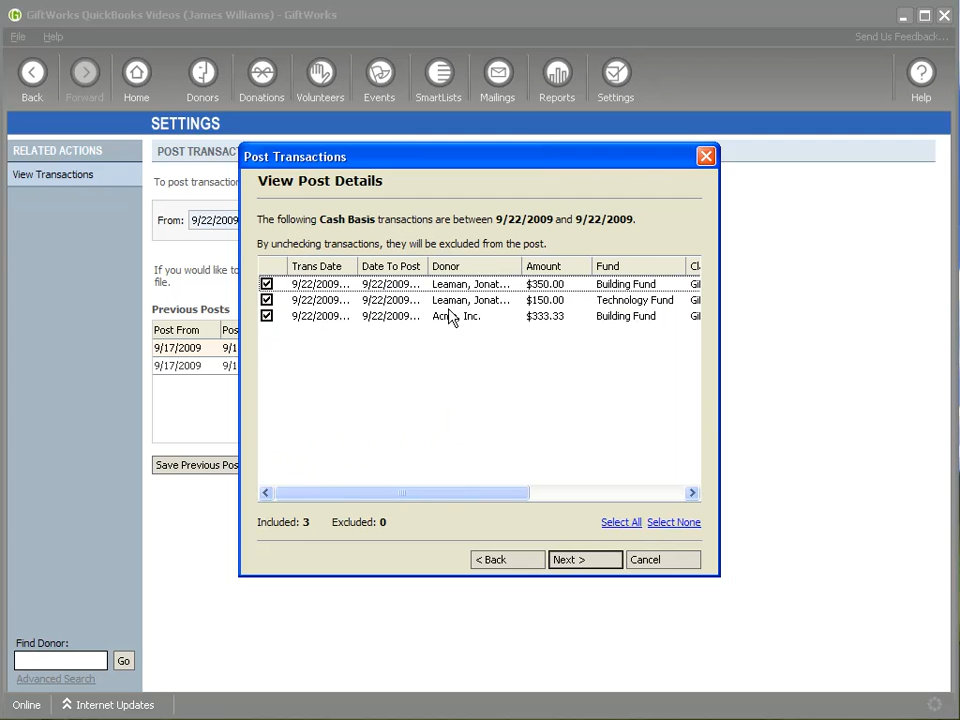 GiftWorks QuickBooks Videos (James Williams) - GiftWorks
File Help Send Us Feedback...
Back Forward Home Donors Donations Volunteers Events SmartLists Mailings Reports Settings Help
SETTINGS
RELATED ACTIONS
View Transactions
POST TRANSAC
To post transaction
From: 9/22/2009
If you would like to
file.
Previous Posts
Post From Pos
9/17/2009 9/1
9/17/2009 9/1
Save Previous Pos
Post Transactions
View Post Details
The following Cash Basis transactions are between 9/22/2009 and 9/22/2009.
By unchecking transactions, they will be excluded from the post.
Trans Date Date To Post Donor Amount Fund
9/22/2009... 9/22/2009... Leaman, Jonat... $350.00 Building Fund Gi
9/22/2009... 9/22/2009... Leaman, Jonat... $150.00 Technology Fund Gi
9/22/2009... 9/22/2009... Inc. $333.33 Building Fund Gi
Included: 3 Excluded: 0 Select All Select None
< Back Next > Cancel
Find Donor:
Go
Advanced Search
Online Internet Updates